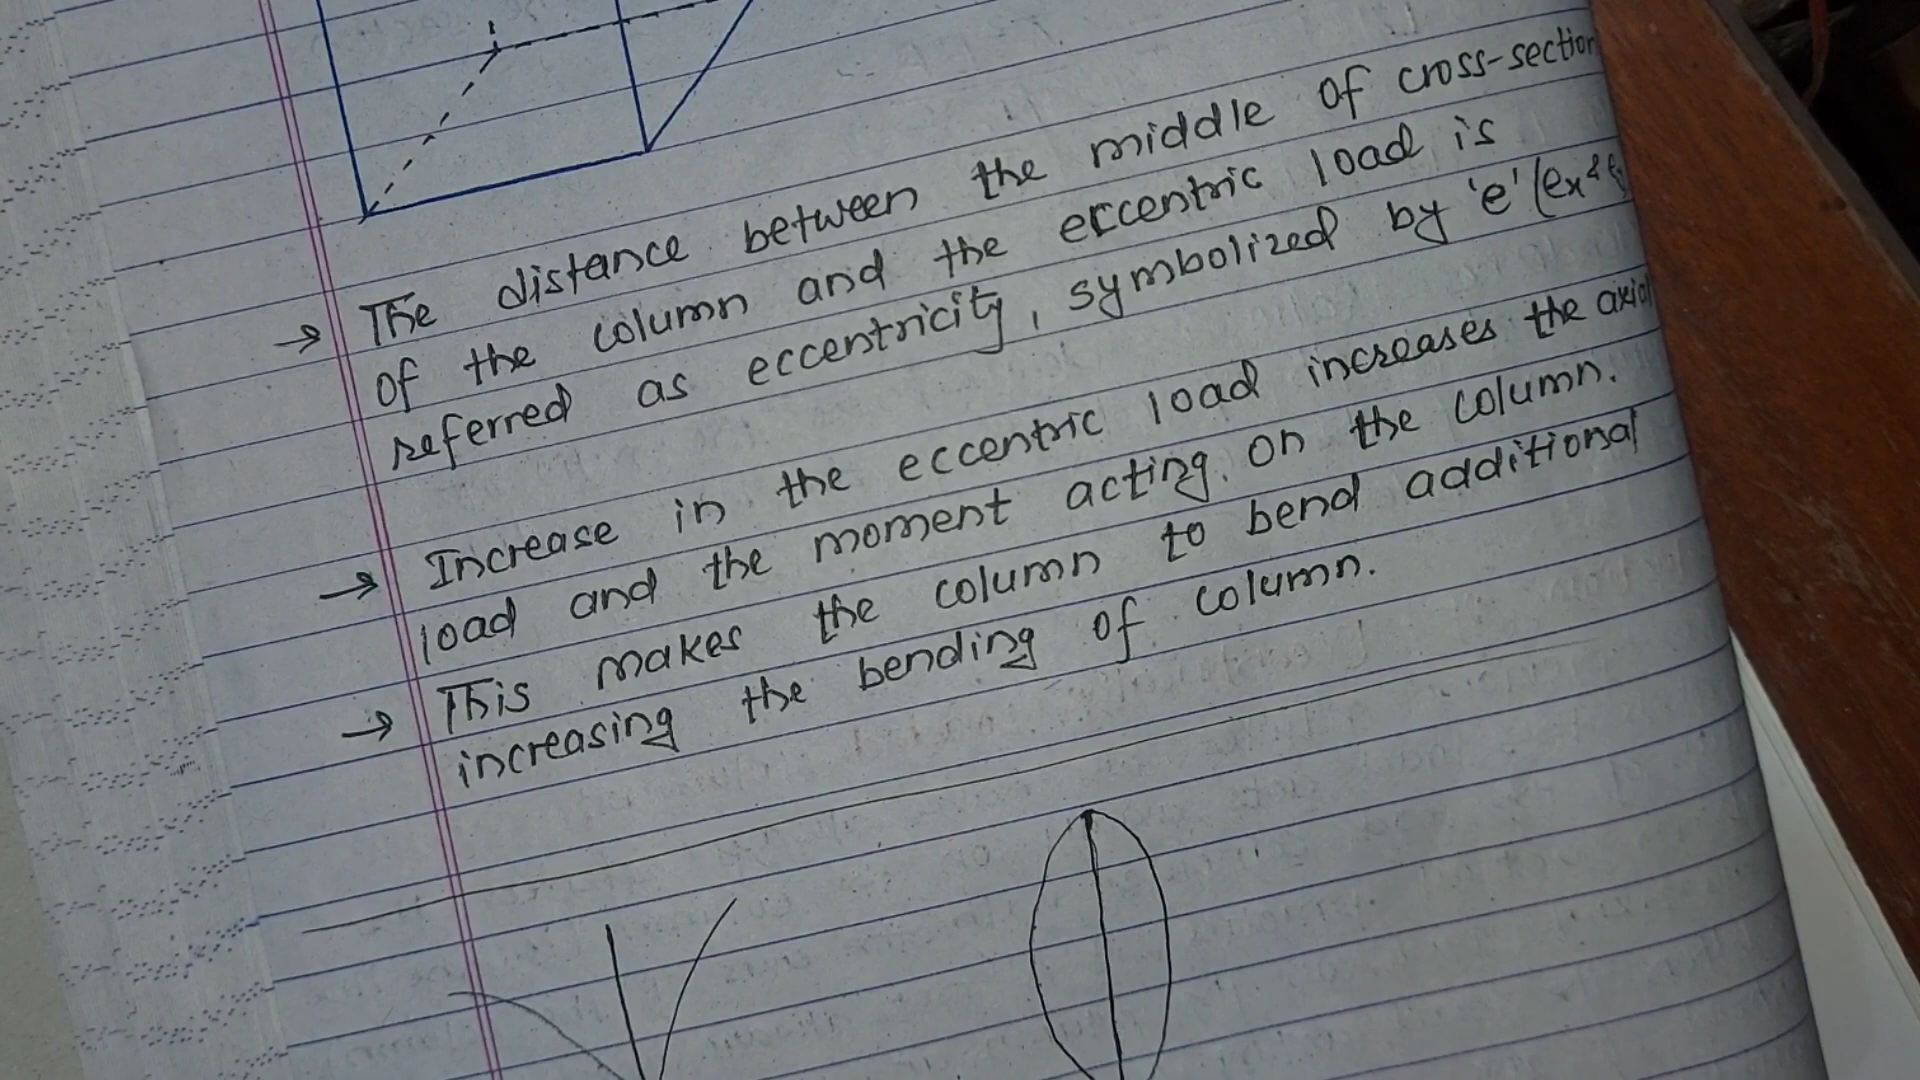 → The distance between the middle of cross-section
of the column and the eccentric load is
referred as eccentricity, symbolized by 'e' (ex &
→ Increase in the eccentric load increases the axial
load and the moment acting on the column.
→ This makes the column to bend additional
increasing the bending of column.